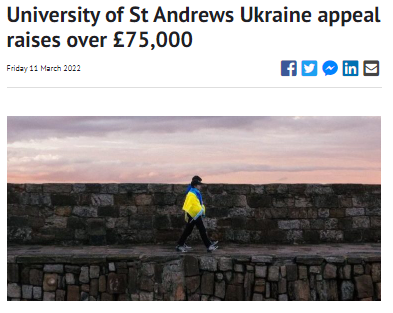 University of St Andrews Ukraine appeal
raises over £75,000
Friday 11 March 2022